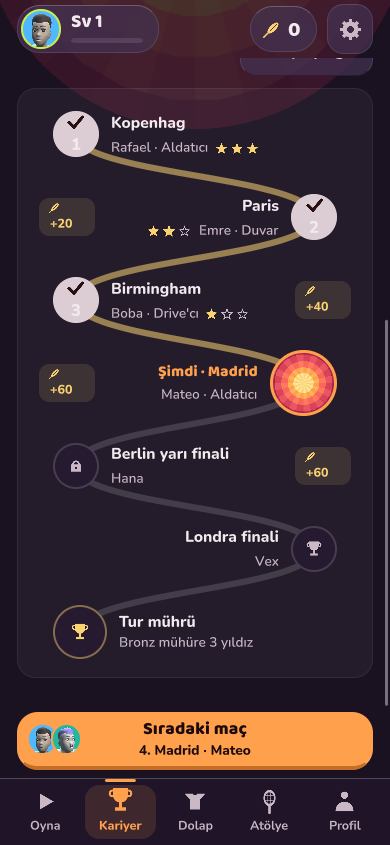 Sv 1
0
Kopenhag
1
Rafael · Aldatıcı
Paris
2
+20
Emre · Duvar
Birmingham
3
Boba · Drive'cı
+40
Şimdi · Madrid
+60
Mateo · Aldatıcı
Berlin yarı finali
Hana
+60
Londra finali
Vex
Tur mührü
Bronz mühüre 3 yıldız
Sıradaki maç
4. Madrid · Mateo
Oyna
Kariyer
Dolap
Atölye
Profil